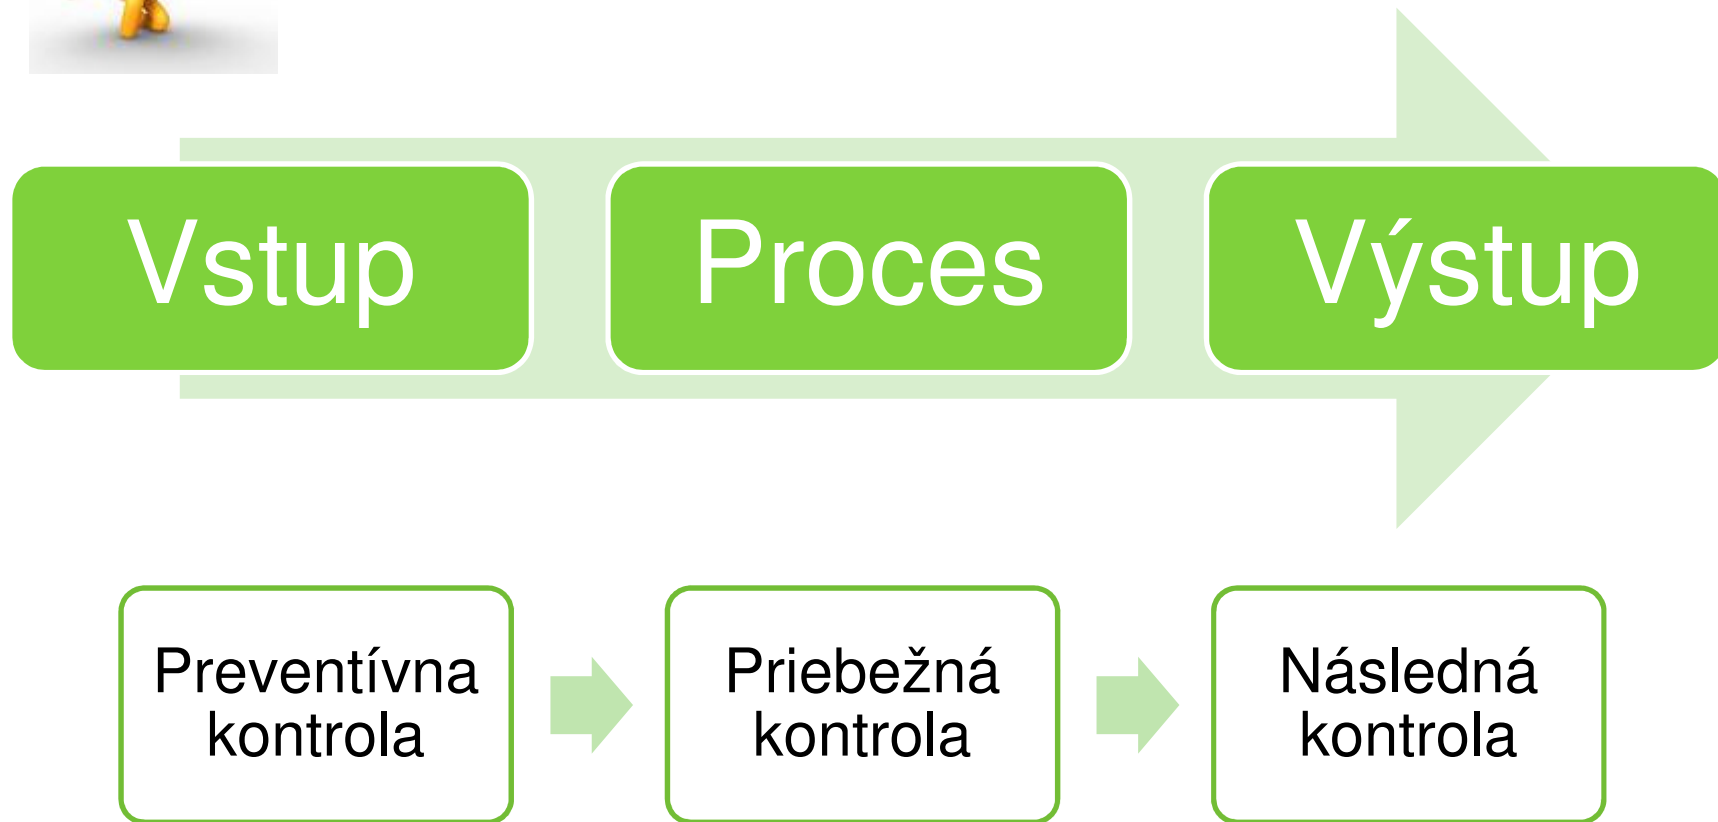 Vstup
Proces
Výstup
Preventívna
kontrola
Priebežná
kontrola
Následná
kontrola